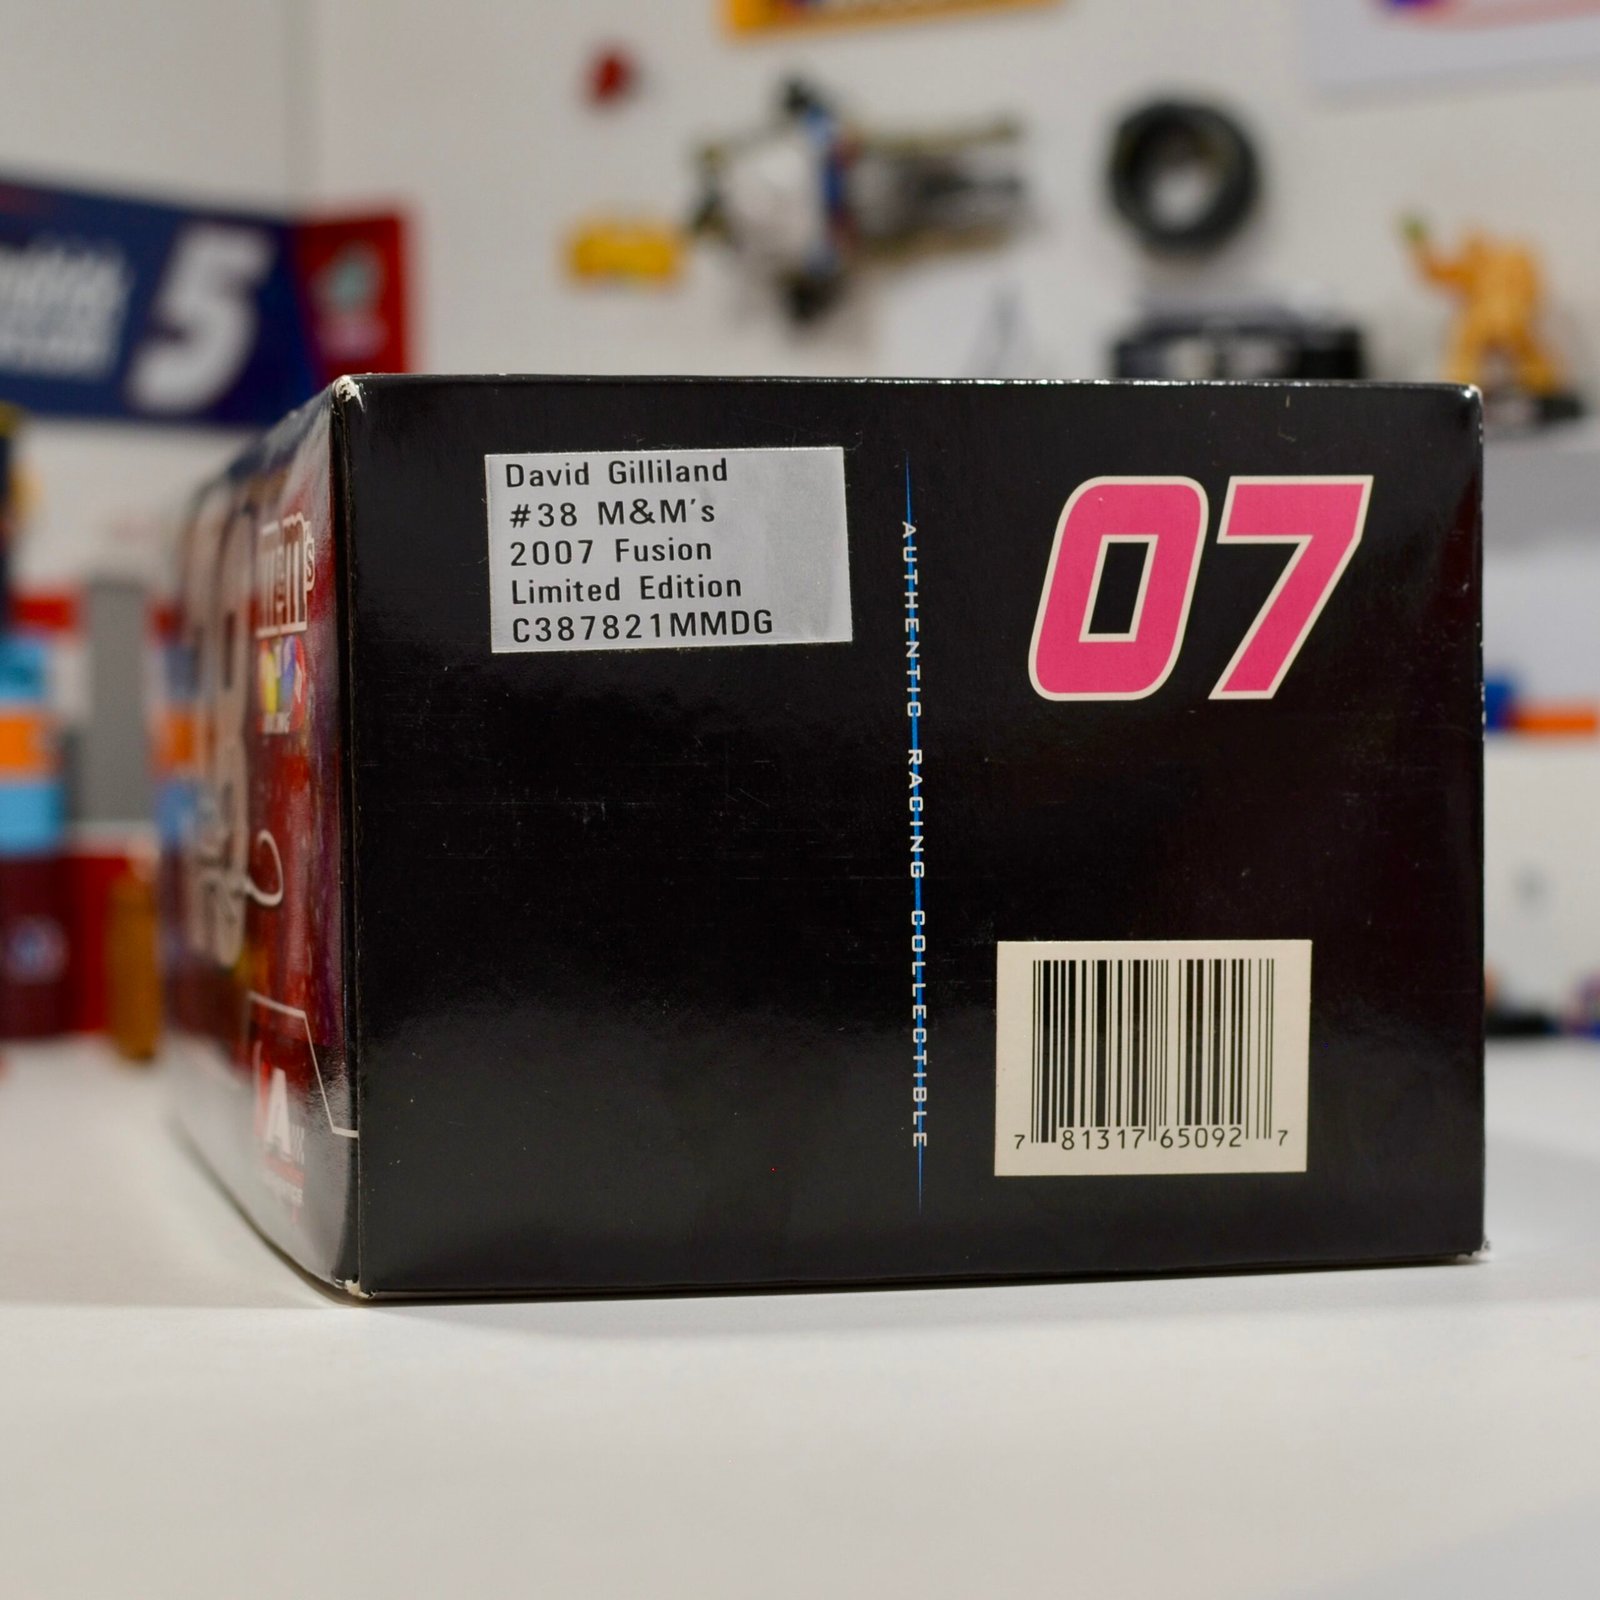 5
m&m's
David Gilliland
#38 M&M's
2007 Fusion
Limited Edition
C387821MMDG
AUTHENTIC RACING COLLECTIBLE
07
7 81317 65092 7